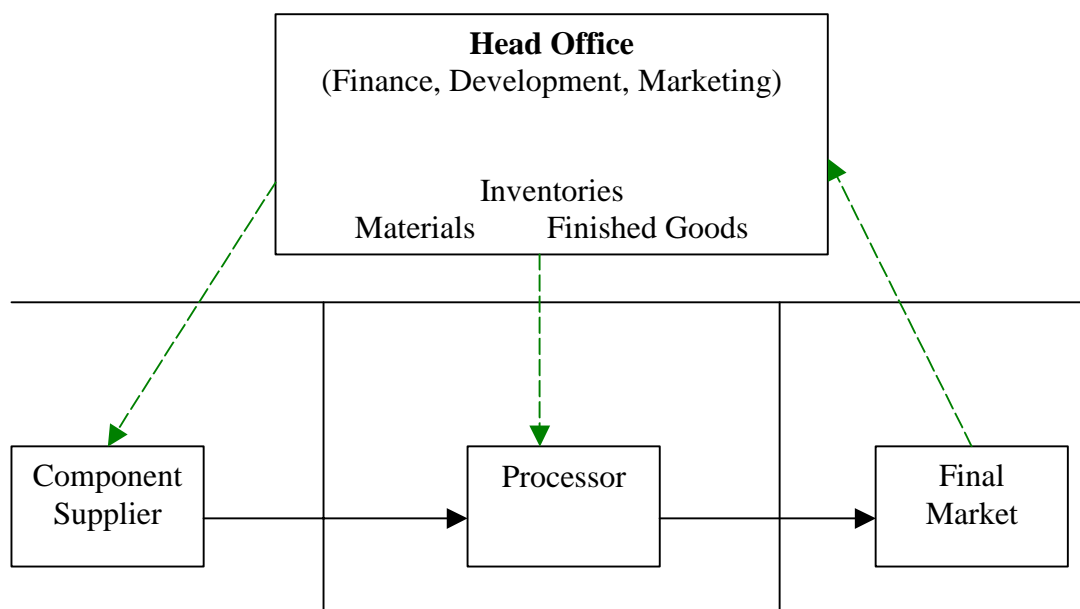 Head Office
(Finance, Development, Marketing)
Inventories
Materials Finished Goods
Component
Supplier
Processor
Final
Market